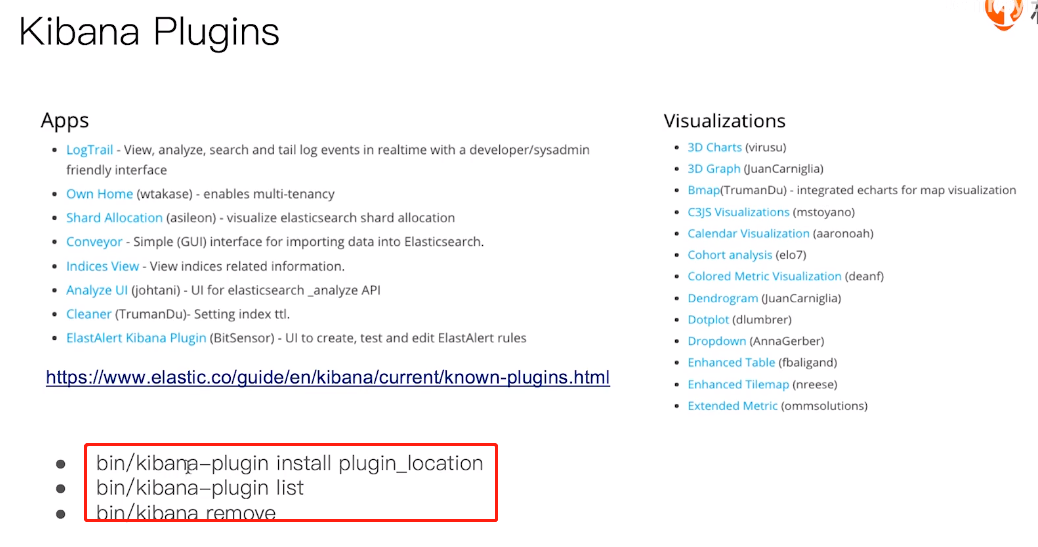 Kibana Plugins
Apps
LogTrail - View, analyze, search and tail log events in realtime with a developer/sysadmin
friendly interface
Own Home (wtakase) - enables multi-tenancy
Shard Allocation (asileon) - visualize elasticsearch shard allocation
Conveyor - Simple (GUI) interface for importing data into Elasticsearch.
Indices View - View indices related information.
Analyze UI (johtani) - UI for elasticsearch _analyze API
Cleaner (TrumanDu)- Setting index ttl.
ElastAlert Kibana Plugin (BitSensor) - UI to create, test and edit ElastAlert rules
https://www.elastic.co/guide/en/kibana/current/known-plugins.html
Visualizations
3D Charts (virusu)
3D Graph (JuanCarniglia)
Bmap(TrumanDu) - integrated echarts for map visualization
C3JS Visualizations (mstoyano)
Calendar Visualization (aaronoah)
Cohort analysis (elo7)
Colored Metric Visualization (deanf)
Dendrogram (JuanCarniglia)
Dotplot (dlumbrer)
Dropdown (AnnaGerber)
Enhanced Table (fbaligand)
Enhanced Tilemap (nreese)
Extended Metric (ommsolutions)
bin/kibana-plugin install plugin_location
bin/kibana-plugin list
bin/kibana remove